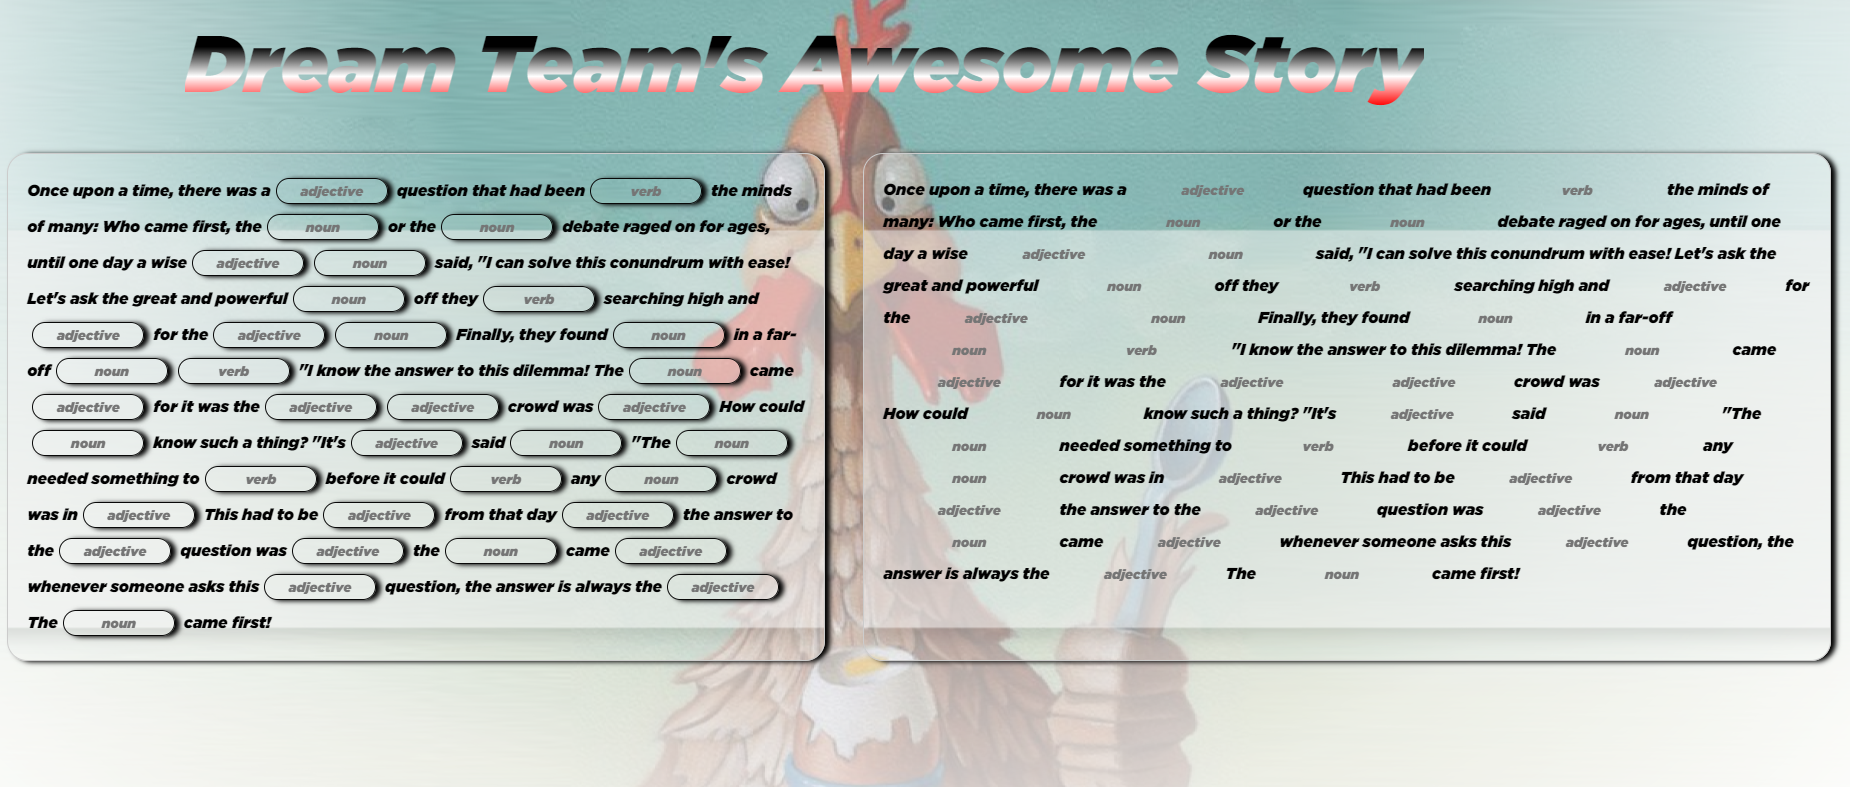 Dream Team's Awesome Story
Once upon a time, there was a adjective question that had been verb the minds
of many: Who came first, the noun or the noun debate raged on for ages,
until one day a wise adjective noun said, "I can solve this conundrum with ease!
Let's ask the great and powerful noun off they verb searching high and
adjective for the adjective noun Finally, they found noun in a far-
off noun verb "I know the answer to this dilemma! The noun came
adjective for it was the adjective adjective crowd was adjective How could
noun know such a thing? "It's adjective said noun "The noun
needed something to verb before it could verb any noun crowd
was in adjective This had to be adjective from that day adjective the answer to
the adjective question was adjective the noun came adjective
whenever someone asks this adjective question, the answer is always the adjective
The noun came first!
Once upon a time, there was a adjective question that had been verb the minds of
many: Who came first, the noun or the noun debate raged on for ages, until one
day a wise adjective noun said, "I can solve this conundrum with ease! Let's ask the
great and powerful noun off they verb searching high and adjective for
the adjective noun Finally, they found noun in a far-off
noun verb "I know the answer to this dilemma! The noun came
adjective for it was the adjective adjective crowd was adjective
How could noun know such a thing? "It's adjective said noun "The
noun needed something to verb before it could verb any
noun crowd was in adjective This had to be adjective from that day
adjective the answer to the adjective question was adjective the
noun came adjective whenever someone asks this adjective question, the
answer is always the adjective The noun came first!